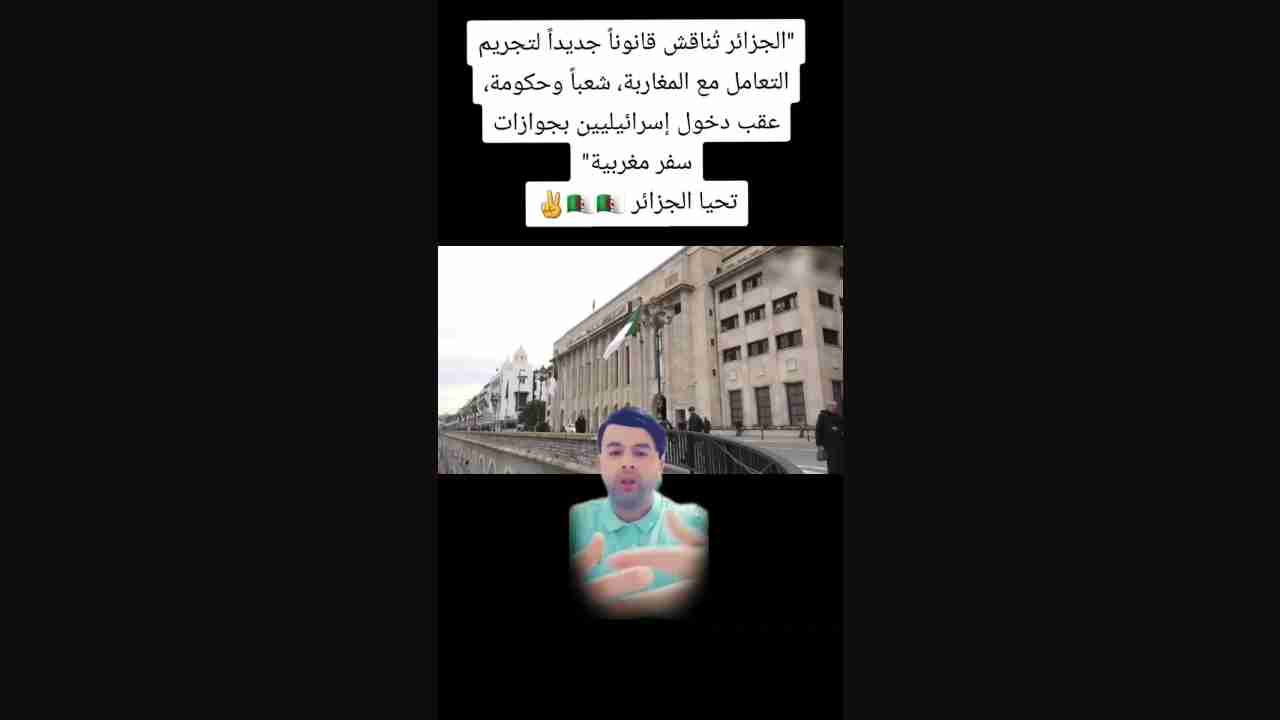 "الجزائر تُناقش قانوناً جديداً لتجريم
التعامل مع المغاربة، شعباً وحكومة،
عقب دخول إسرائيليين بجوازات
سفر مغربية"
تحيا الجزائر 🇩🇿🇩🇿✌️